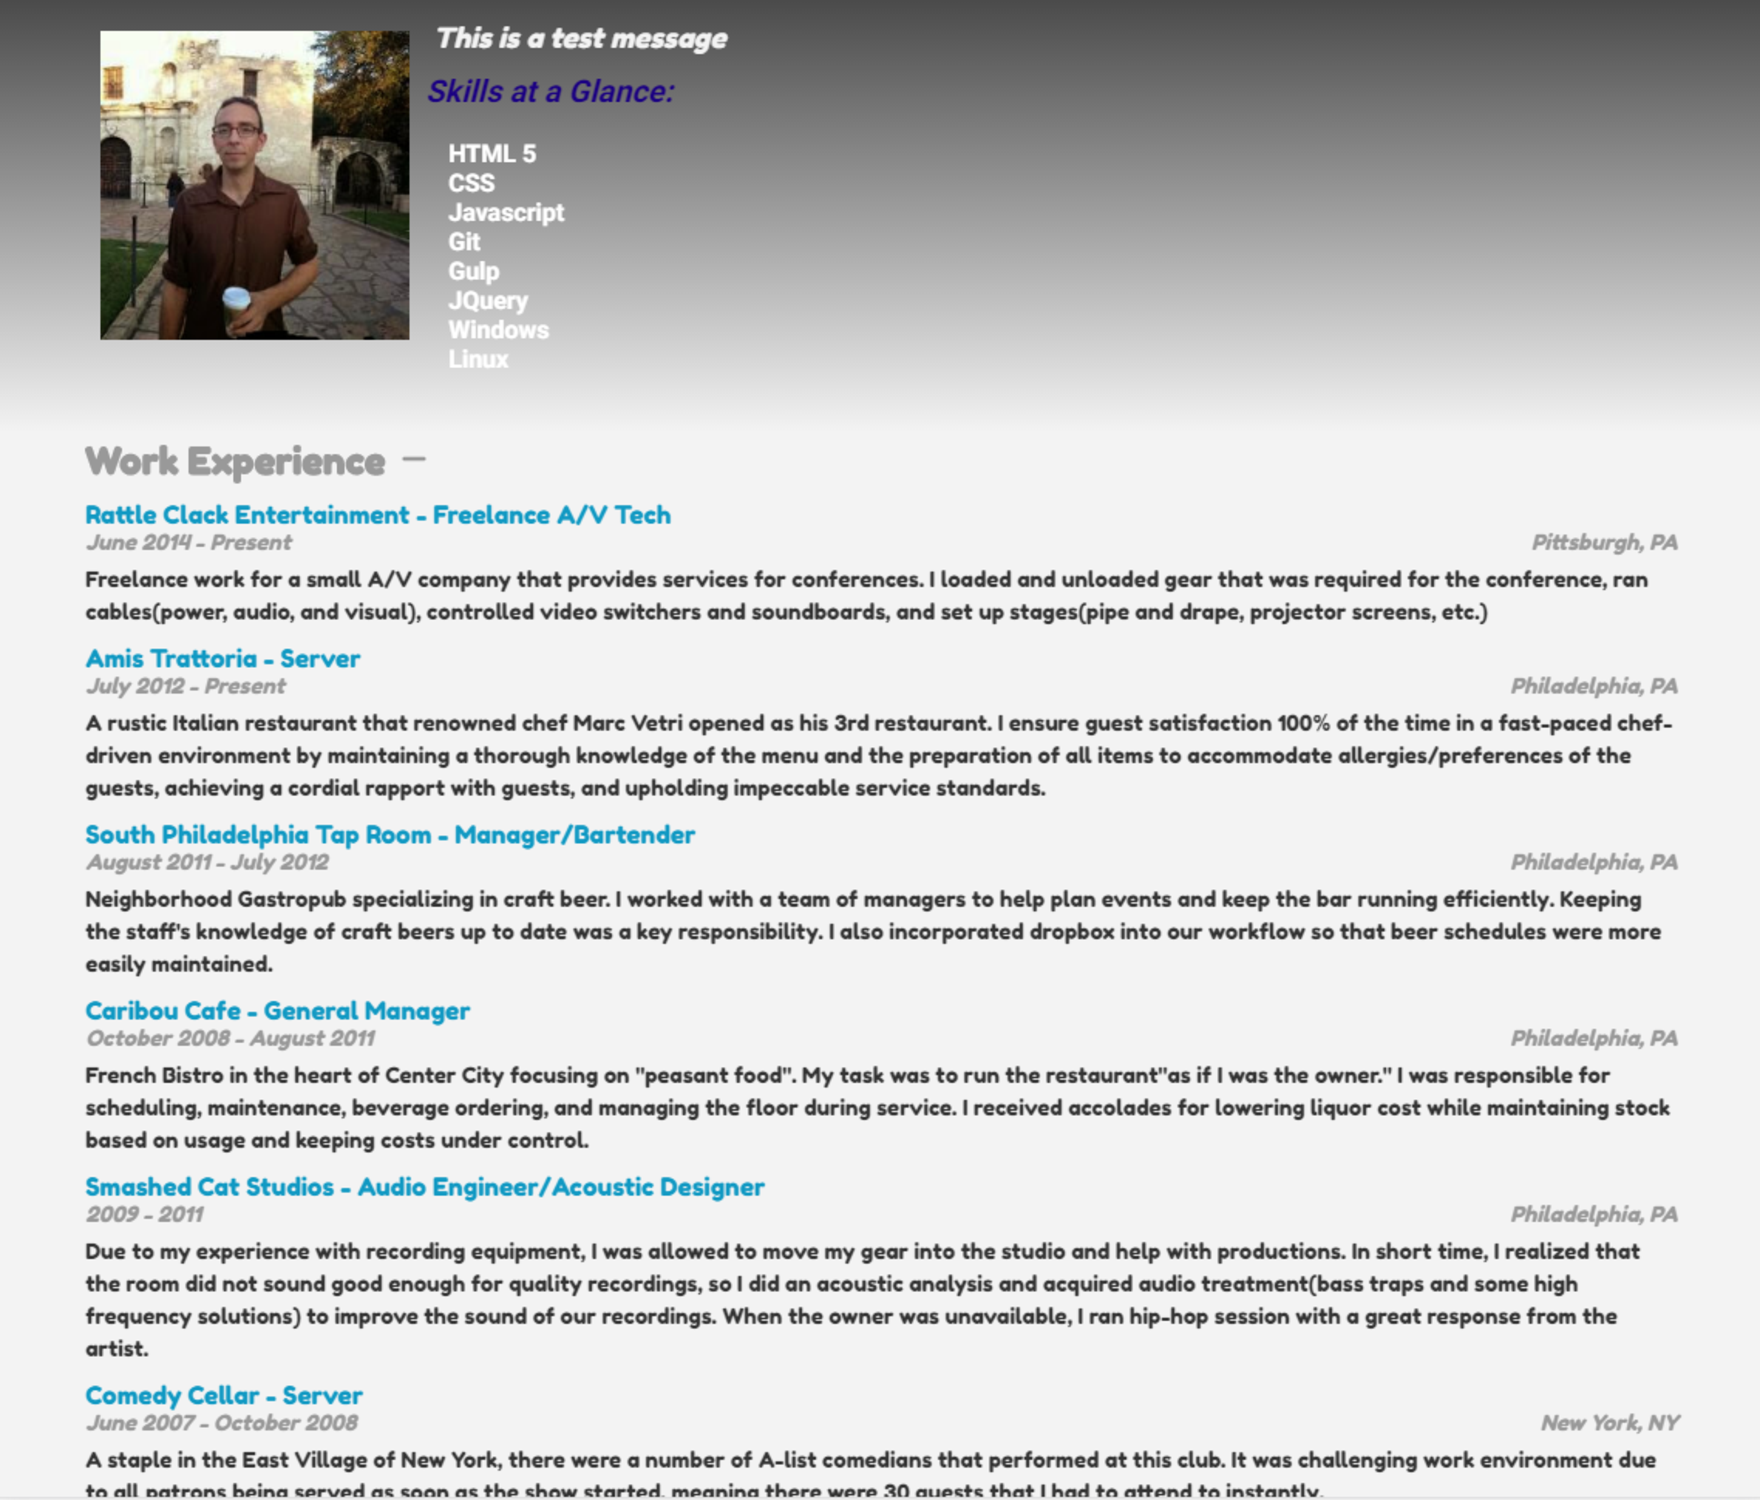 This is a test message
Skills at a Glance:
HTML 5
CSS
Javascript
Git
Gulp
JQuery
Windows
Linux
Work Experience –
Rattle Clack Entertainment - Freelance A/V Tech
June 2014 - Present Pittsburgh, PA
Freelance work for a small A/V company that provides services for conferences. I loaded and unloaded gear that was required for the conference, ran
cables(power, audio, and visual), controlled video switchers and soundboards, and set up stages(pipe and drape, projector screens, etc.)
Amis Trattoria - Server
July 2012 - Present Philadelphia, PA
A rustic Italian restaurant that renowned chef Marc Vetri opened as his 3rd restaurant. I ensure guest satisfaction 100% of the time in a fast-paced chef-
driven environment by maintaining a thorough knowledge of the menu and the preparation of all items to accommodate allergies/preferences of the
guests, achieving a cordial rapport with guests, and upholding impeccable service standards.
South Philadelphia Tap Room - Manager/Bartender
August 2011 - July 2012 Philadelphia, PA
Neighborhood Gastropub specializing in craft beer. I worked with a team of managers to help plan events and keep the bar running efficiently. Keeping
the staff's knowledge of craft beers up to date was a key responsibility. I also incorporated dropbox into our workflow so that beer schedules were more
easily maintained.
Caribou Cafe - General Manager
October 2008 - August 2011 Philadelphia, PA
French Bistro in the heart of Center City focusing on "peasant food". My task was to run the restaurant"as if I was the owner." I was responsible for
scheduling, maintenance, beverage ordering, and managing the floor during service. I received accolades for lowering liquor cost while maintaining stock
based on usage and keeping costs under control.
Smashed Cat Studios - Audio Engineer/Acoustic Designer
2009 - 2011 Philadelphia, PA
Due to my experience with recording equipment, I was allowed to move my gear into the studio and help with productions. In short time, I realized that
the room did not sound good enough for quality recordings, so I did an acoustic analysis and acquired audio treatment(bass traps and some high
frequency solutions) to improve the sound of our recordings. When the owner was unavailable, I ran hip-hop session with a great response from the
artist.
Comedy Cellar - Server
June 2007 - October 2008 New York, NY
A staple in the East Village of New York, there were a number of A-list comedians that performed at this club. It was challenging work environment due
to all patrons being served as soon as the show started, meaning there were 30 guests that I had to attend to instantly.